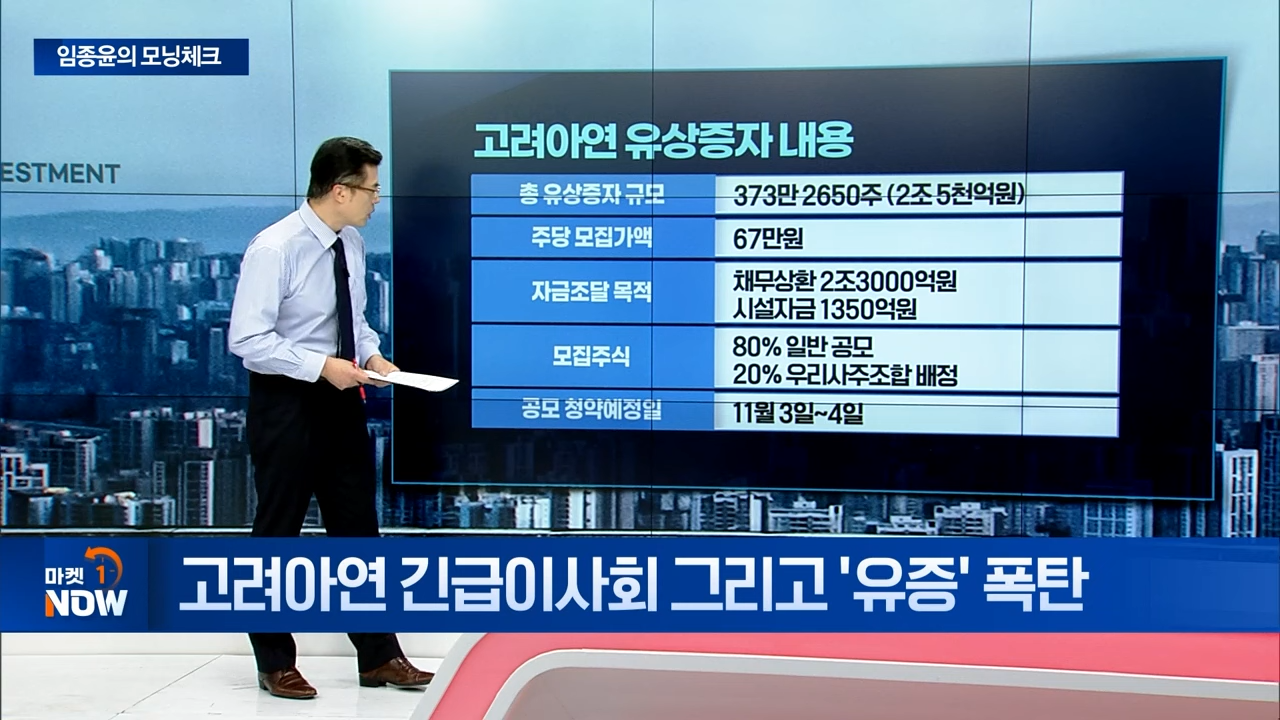 임종윤의 모닝체크
ESTMENT
고려아연 유상증자 내용
총 유상증자 규모 373만 2650주 (2조 5천억원)
주당 모집가액 67만원
자금조달 목적 채무상환 2조3000억원
시설자금 1350억원
모집주식 80% 일반 공모
20% 우리사주조합 배정
공모 청약예정일 11월 3일~4일
마켓 1
NOW
고려아연 긴급이사회 그리고 '유증' 폭탄